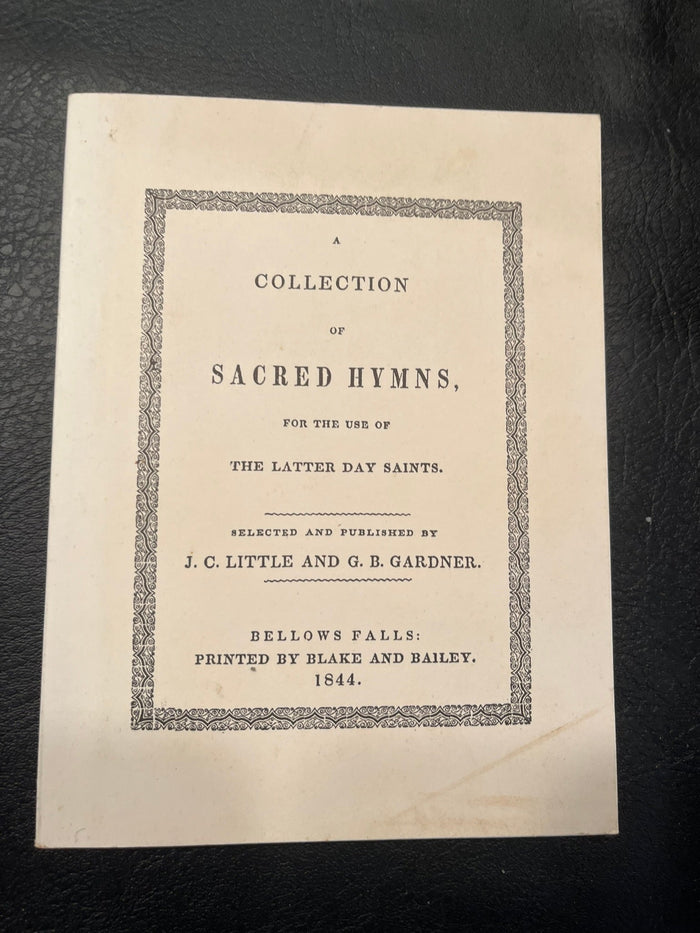 A
COLLECTION
OF
SACRED HYMNS,
FOR THE USE OF
THE LATTER DAY SAINTS.
SELECTED AND PUBLISHED BY
J. C. LITTLE AND G. B. GARDNER.
BELLOWS FALLS:
PRINTED BY BLAKE AND BAILEY.
1844.